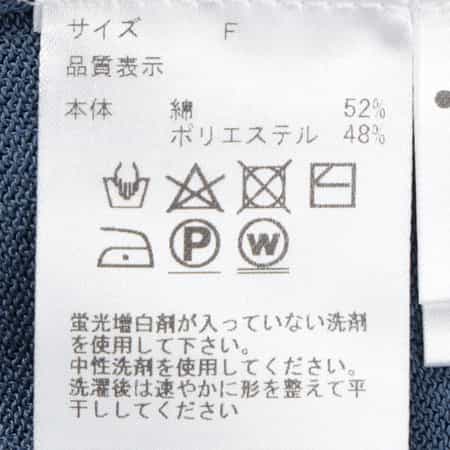 サイズ F
品質表示
本体 綿 52%
ポリエステル 48%
P W
蛍光増白剤が入っていない洗剤
を使用して下さい。
中性洗剤を使用してください。
洗濯後は速やかに形を整えて平
干ししてください